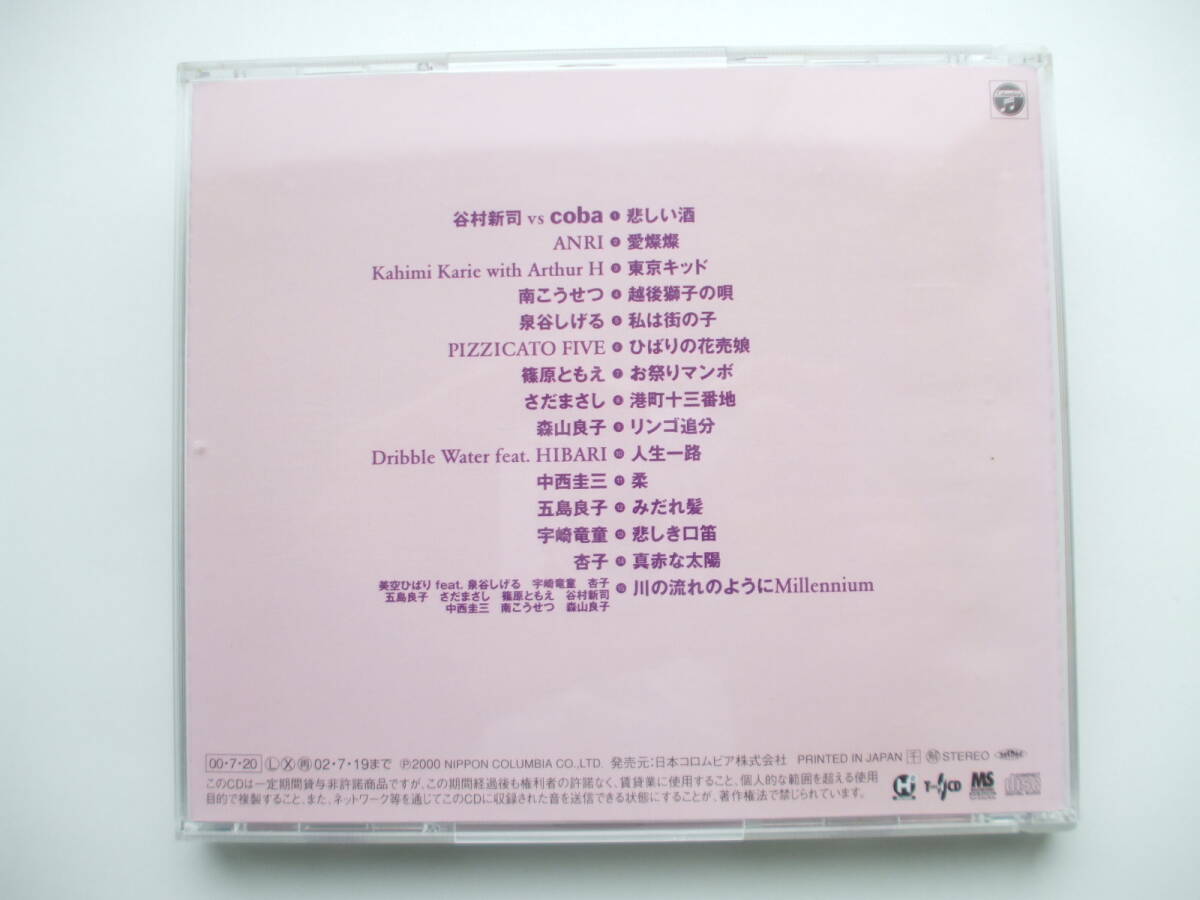 谷村新司 vs coba ❶ 悲しい酒
ANRI ❷ 愛燦燦
Kahimi Karie with Arthur H ❸ 東京キッド
南こうせつ ❹ 越後獅子の唄
泉谷しげる ❺ 私は街の子
PIZZICATO FIVE ❻ ひばりの花売娘
篠原ともえ ❼ お祭りマンボ
さだまさし ❽ 港町十三番地
森山良子 ❾ リンゴ追分
Dribble Water feat. HIBARI ❿ 人生一路
中西圭三 ⓫ 柔
五島良子 ⓬ みだれ髪
宇崎竜童 ⓭ 悲しき口笛
杏子 ⓮ 真赤な太陽
美空ひばり feat. 泉谷しげる 宇崎竜童 杏子
五島良子 さだまさし 篠原ともえ 谷村新司
中西圭三 南こうせつ 森山良子
⓯ 川の流れのようにMillennium
00・7・20 Ⓛ Ⓧ ㊞02・7・19まで Ⓟ2000 NIPPON COLUMBIA CO.,LTD. 発売元:日本コロムビア株式会社 PRINTED IN JAPAN STEREO
このCDは一定期間貸与非許諾商品ですが、この期間経過後も権利者の許諾なく、賃貸業に使用すること、個人的な範囲を超える使用
目的で複製すること、また、ネットワーク等を通じてこのCDに収録された音を送信できる状態にすることが、著作権法で禁じられています。